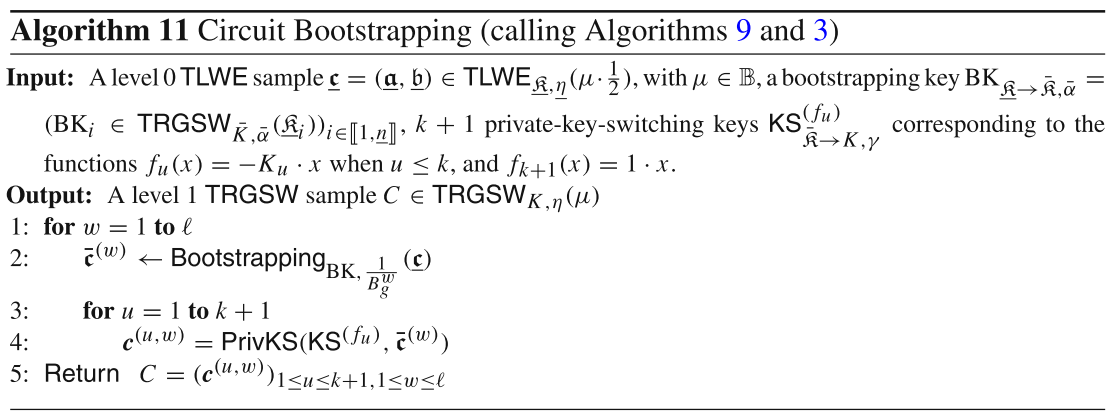 Algorithm 11 Circuit Bootstrapping (calling Algorithms 9 and 3)
Input: A level 0 TLWE sample $\underline{\mathfrak{c}} = (\underline{\mathfrak{a}}, \underline{\mathfrak{b}}) \in \mathsf{TLWE}_{\underline{\mathfrak{K}},\underline{\eta}}(\mu \cdot \frac{1}{2})$, with $\mu \in \mathbb{B}$, a bootstrapping key $\mathrm{BK}_{\underline{\mathfrak{K}} \to \bar{\mathfrak{K}},\bar{\alpha}} =$
$(\mathrm{BK}_i \in \mathsf{TRGSW}_{\bar{K},\bar{\alpha}}(\underline{\mathfrak{K}}_i))_{i \in [\![1,\underline{n}]\!]}$, $k + 1$ private-key-switching keys $\mathsf{KS}^{(f_u)}_{\bar{\mathfrak{K}} \to K,\gamma}$ corresponding to the
functions $f_u(x) = -K_u \cdot x$ when $u \leq k$, and $f_{k+1}(x) = 1 \cdot x$.
Output: A level 1 TRGSW sample $C \in \mathsf{TRGSW}_{K,\eta}(\mu)$
1: for $w = 1$ to $\ell$
2: $\bar{\mathfrak{c}}^{(w)} \leftarrow \mathsf{Bootstrapping}_{\mathrm{BK}, \frac{1}{B_g^w}}(\underline{\mathfrak{c}})$
3: for $u = 1$ to $k + 1$
4: $\boldsymbol{c}^{(u,w)} = \mathsf{PrivKS}(\mathsf{KS}^{(f_u)}, \bar{\mathfrak{c}}^{(w)})$
5: Return $C = (\boldsymbol{c}^{(u,w)})_{1 \leq u \leq k+1, 1 \leq w \leq \ell}$